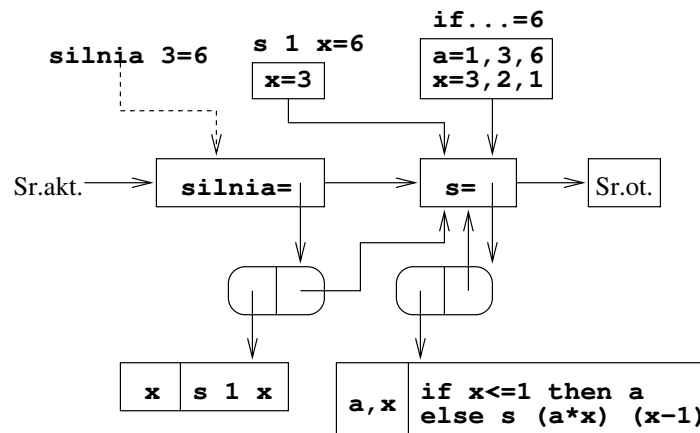 if...=6
s 1 x=6
silnia 3=6
a=1,3,6
x=3,2,1
x=3
Sr.akt.
silnia=
s=
Sr.ot.
x
s 1 x
a,x
if x<=1 then a
else s (a*x) (x−1)